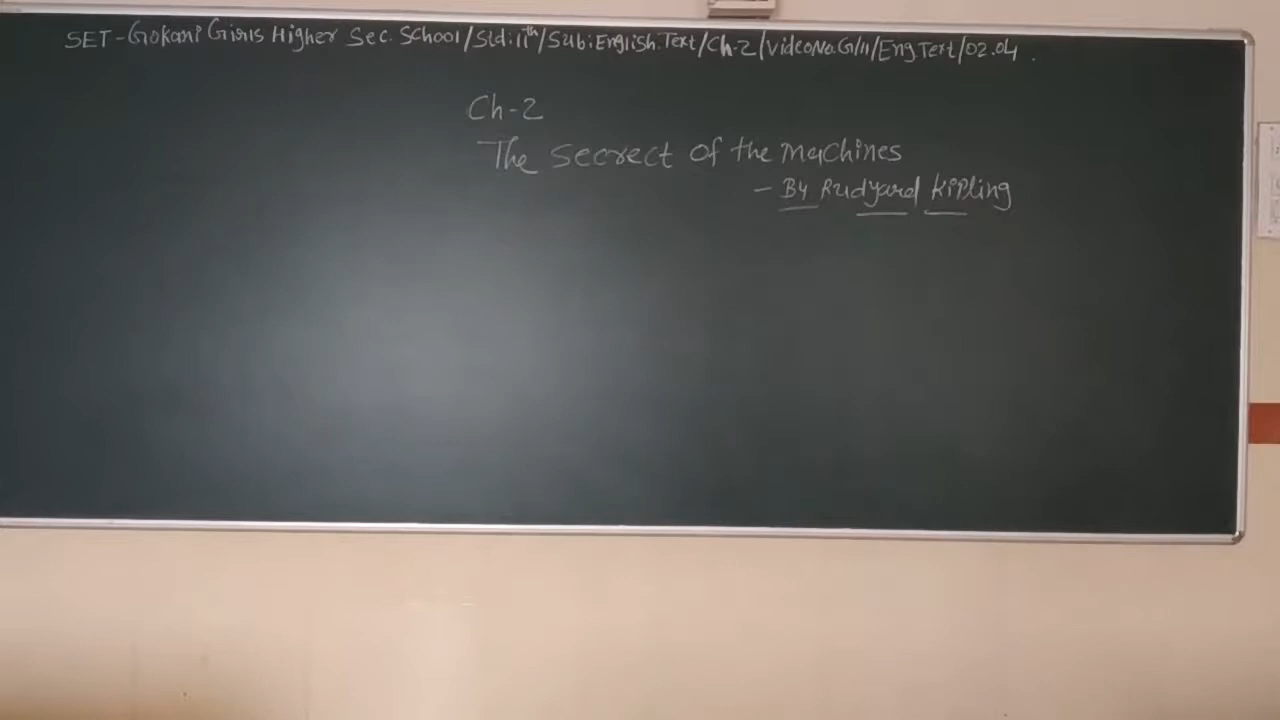 SET-Gokani Girls Higher Sec. School/Std:11th/Sub:English.Text/Ch-2/VideoNo.G/11/Eng.Text/02.04.
Ch-2
The Secrect of the Machines
- By Rudyard Kipling